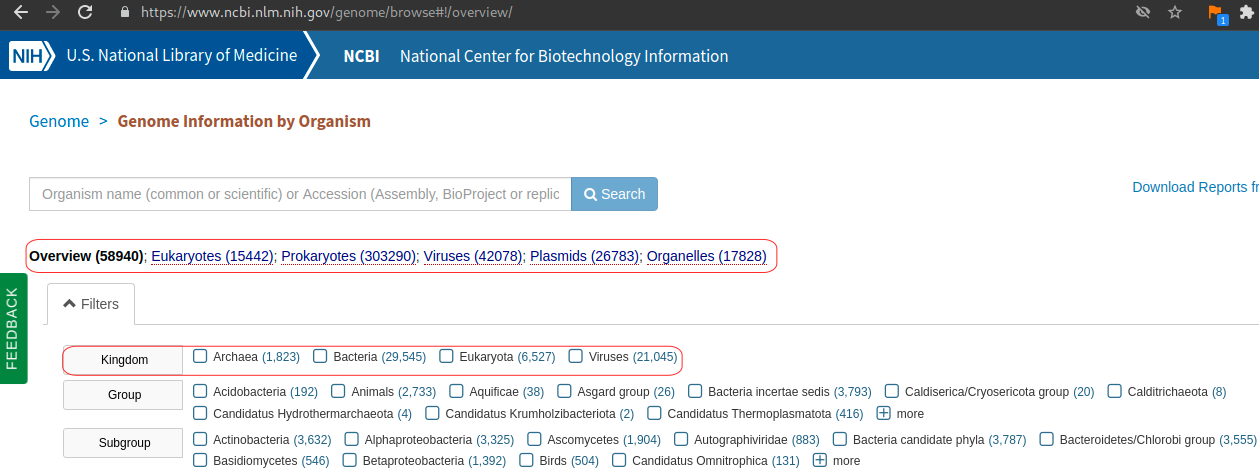 https://www.ncbi.nlm.nih.gov/genome/browse#!/overview/
1
NIH U.S. National Library of Medicine NCBI National Center for Biotechnology Information
Genome > Genome Information by Organism
Organism name (common or scientific) or Accession (Assembly, BioProject or replic Search
Download Reports fr
Overview (58940); Eukaryotes (15442); Prokaryotes (303290); Viruses (42078); Plasmids (26783); Organelles (17828)
FEEDBACK
Filters
Kingdom Archaea (1,823) Bacteria (29,545) Eukaryota (6,527) Viruses (21,045)
Group Acidobacteria (192) Animals (2,733) Aquificae (38) Asgard group (26) Bacteria incertae sedis (3,793) Caldiserica/Cryosericota group (20) Calditrichaeota (8)
Candidatus Hydrothermarchaeota (4) Candidatus Krumholzibacteriota (2) Candidatus Thermoplasmatota (416) more
Subgroup Actinobacteria (3,632) Alphaproteobacteria (3,325) Ascomycetes (1,904) Autographiviridae (883) Bacteria candidate phyla (3,787) Bacteroidetes/Chlorobi group (3,555)
Basidiomycetes (546) Betaproteobacteria (1,392) Birds (504) Candidatus Omnitrophica (131) more